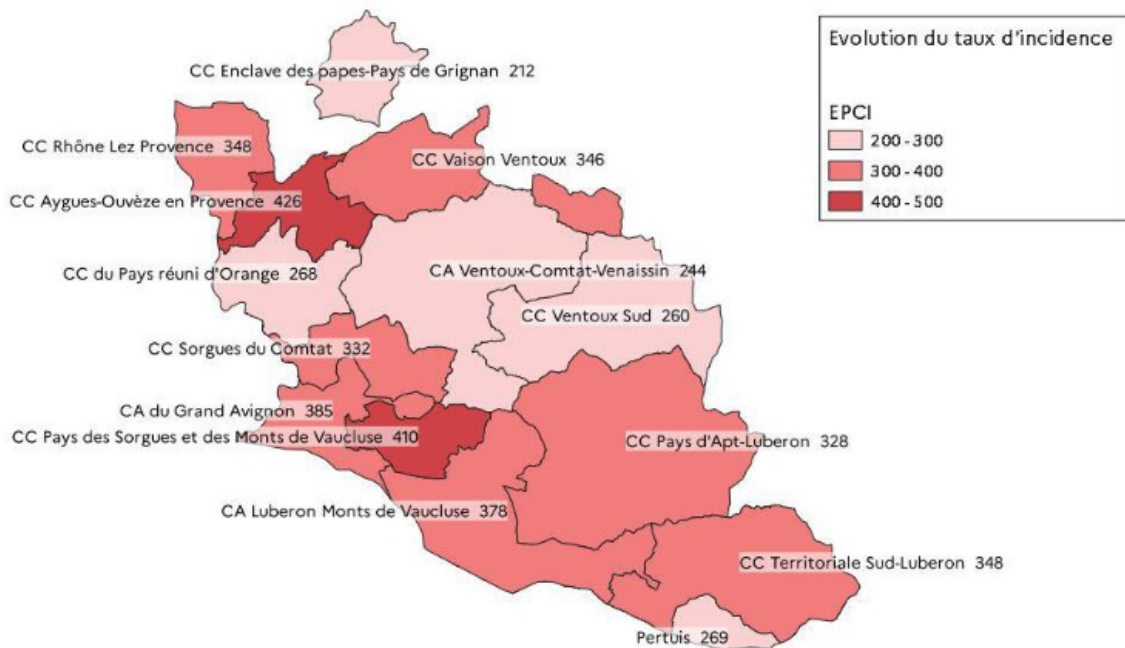 Evolution du taux d'incidence
EPCI
200 - 300
300 - 400
400 - 500
CC Enclave des papes-Pays de Grignan 212
CC Rhône Lez Provence 348
CC Vaison Ventoux 346
CC Aygues-Ouvèze en Provence 426
CC du Pays réuni d'Orange 268
CA Ventoux-Comtat-Venaissin 244
CC Ventoux Sud 260
CC Sorgues du Comtat 332
CA du Grand Avignon 385
CC Pays des Sorgues et des Monts de Vaucluse 410
CC Pays d'Apt-Luberon 328
CA Luberon Monts de Vaucluse 378
CC Territoriale Sud-Luberon 348
Pertuis 269